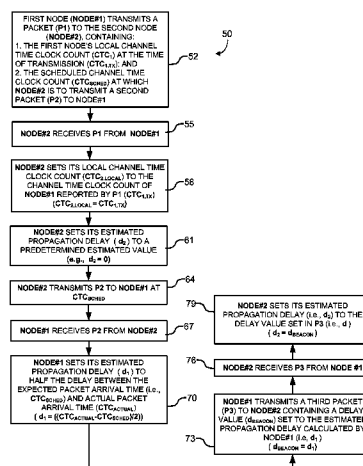 FIRST NODE (NODE#1) TRANSMITS A
PACKET (P1) TO THE SECOND NODE
(NODE#2), CONTAINING:
1. THE FIRST NODE'S LOCAL CHANNEL
TIME CLOCK COUNT (CTC1) AT THE TIME
OF TRANSMISSION (CTC1,TX); AND
2. THE SCHEDULED CHANNEL TIME
CLOCK COUNT (CTCSCHED) AT WHICH
NODE#2 IS TO TRANSMIT A SECOND
PACKET (P2) TO NODE#1
52
50
NODE#2 RECEIVES P1 FROM NODE#1
55
NODE#2 SETS ITS LOCAL CHANNEL TIME
CLOCK COUNT (CTC2,LOCAL) TO THE
CHANNEL TIME CLOCK COUNT OF
NODE#1 REPORTED BY P1 (CTC1,TX)
(CTC2,LOCAL = CTC1,TX)
58
NODE#2 SETS ITS ESTIMATED
PROPAGATION DELAY (d2) TO A
PREDETERMINED ESTIMATED VALUE
(e.g., d2 = 0)
61
NODE#2 TRANSMITS P2 TO NODE#1 AT
CTCSCHED
64
NODE#1 RECEIVES P2 FROM NODE#2
67
NODE#1 SETS ITS ESTIMATED
PROPAGATION DELAY (d1) TO
HALF THE DELAY BETWEEN THE
EXPECTED PACKET ARRIVAL TIME (i.e.,
CTCSCHED) AND ACTUAL PACKET
ARRIVAL TIME (CTCACTUAL)
(d1 = ((CTCACTUAL-CTCSCHED)/2))
70
NODE#2 SETS ITS ESTIMATED
PROPAGATION DELAY (i.e., d2) TO THE
DELAY VALUE SET IN P3 (i.e., d)
(d2 = dBEACON)
79
NODE#2 RECEIVES P3 FROM NODE #1
76
NODE#1 TRANSMITS A THIRD PACKET
(P3) TO NODE#2 CONTAINING A DELAY
VALUE (dBEACON) SET TO THE ESTIMATED
PROPAGATION DELAY CALCULATED BY
NODE#1 (i.e, d1)
(dBEACON = d1)
73